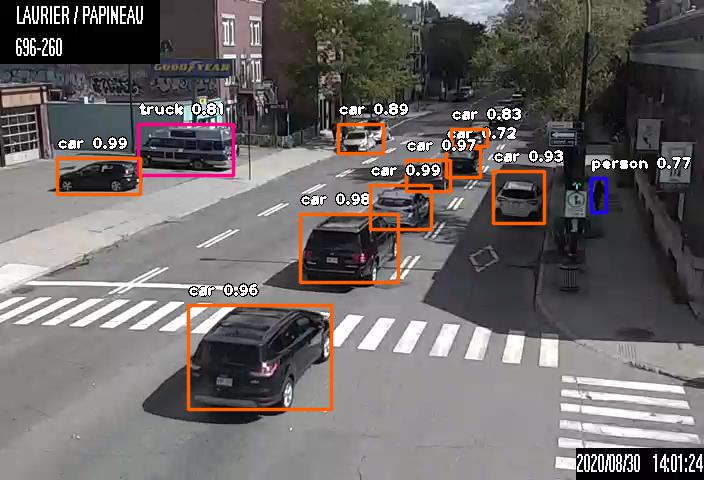 LAURIER / PAPINEAU
696-260
GOODYEAR
truck 0.81
car 0.89
car 0.83
car 0.72
car 0.99
car 0.97
car 0.93
person 0.77
car 0.99
car 0.98
car 0.96
2020/08/30 14:01:24